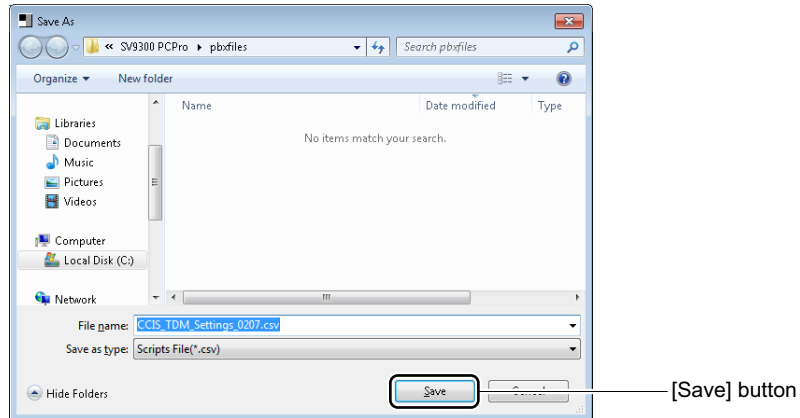 Save As
« SV9300 PCPro ▸ pbxfiles
Search pbxfiles
Organize
New folder
Name
Date modified
Type
No items match your search.
Libraries
Documents
Music
Pictures
Videos
Computer
Local Disk (C:)
Network
File name: CCIS_TDM_Settings_0207.csv
Save as type: Scripts File(*.csv)
Hide Folders
Save
[Save] button